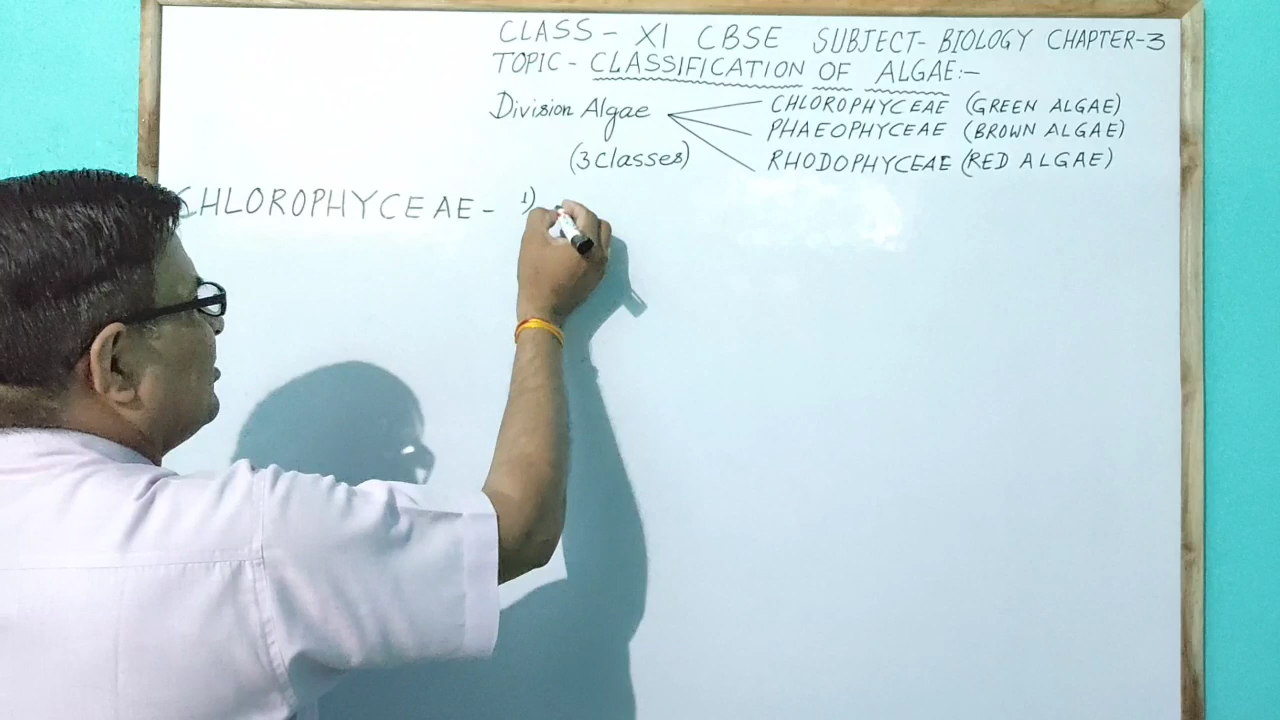 CLASS - XI CBSE SUBJECT- BIOLOGY CHAPTER-3
TOPIC - CLASSIFICATION OF ALGAE:-
Division Algae
(3 classes)
CHLOROPHYCEAE (GREEN ALGAE)
PHAEOPHYCEAE (BROWN ALGAE)
RHODOPHYCEAE (RED ALGAE)
CHLOROPHYCEAE - 1)